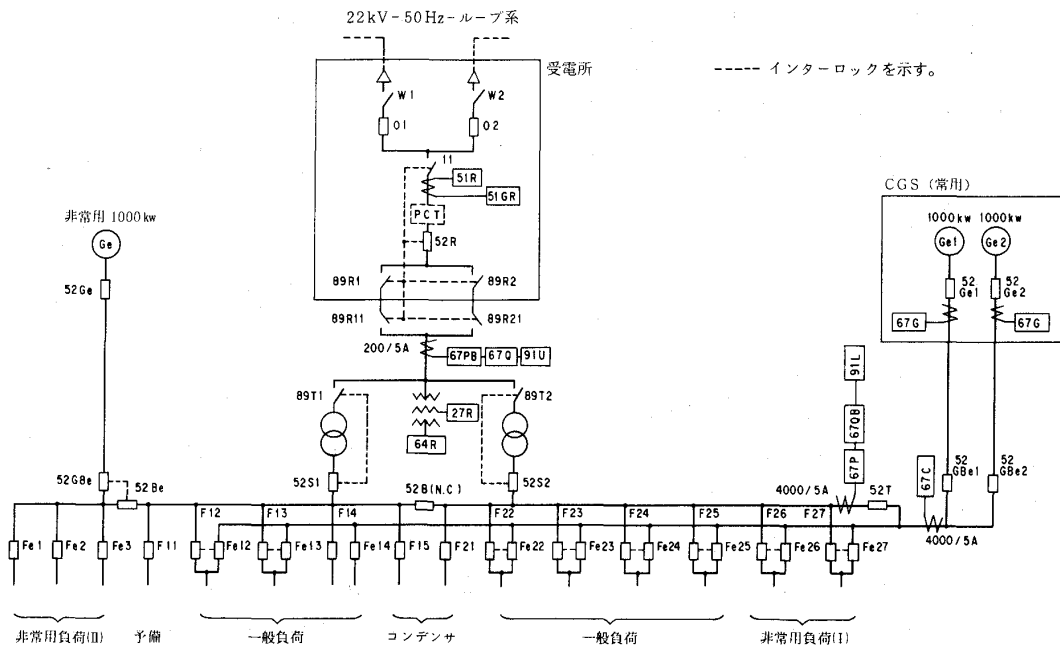 22kV-50Hz-ループ系
受電所
----- インターロックを示す。
W1
W2
O1
O2
11
51R
51GR
PCT
52R
89R1
89R2
89R11
89R21
200/5A
67PB
67Q
91U
89T1
89T2
27R
64R
52S1
52S2
非常用 1000kw
Ge
52Ge
52GBe
52Be
CGS (常用)
1000kw
1000kw
Ge1
Ge2
52
Ge1
52
Ge2
67G
67G
91L
67QB
67P
67C
52
GBe1
52
GBe2
4000/5A
52T
4000/5A
52B(N.C)
F12
F13
F14
F22
F23
F24
F25
F26
F27
Fe1
Fe2
Fe3
F11
Fe12
Fe13
Fe14
F15
F21
Fe22
Fe23
Fe24
Fe25
Fe26
Fe27
非常用負荷(II)
予備
一般負荷
コンデンサ
一般負荷
非常用負荷(I)